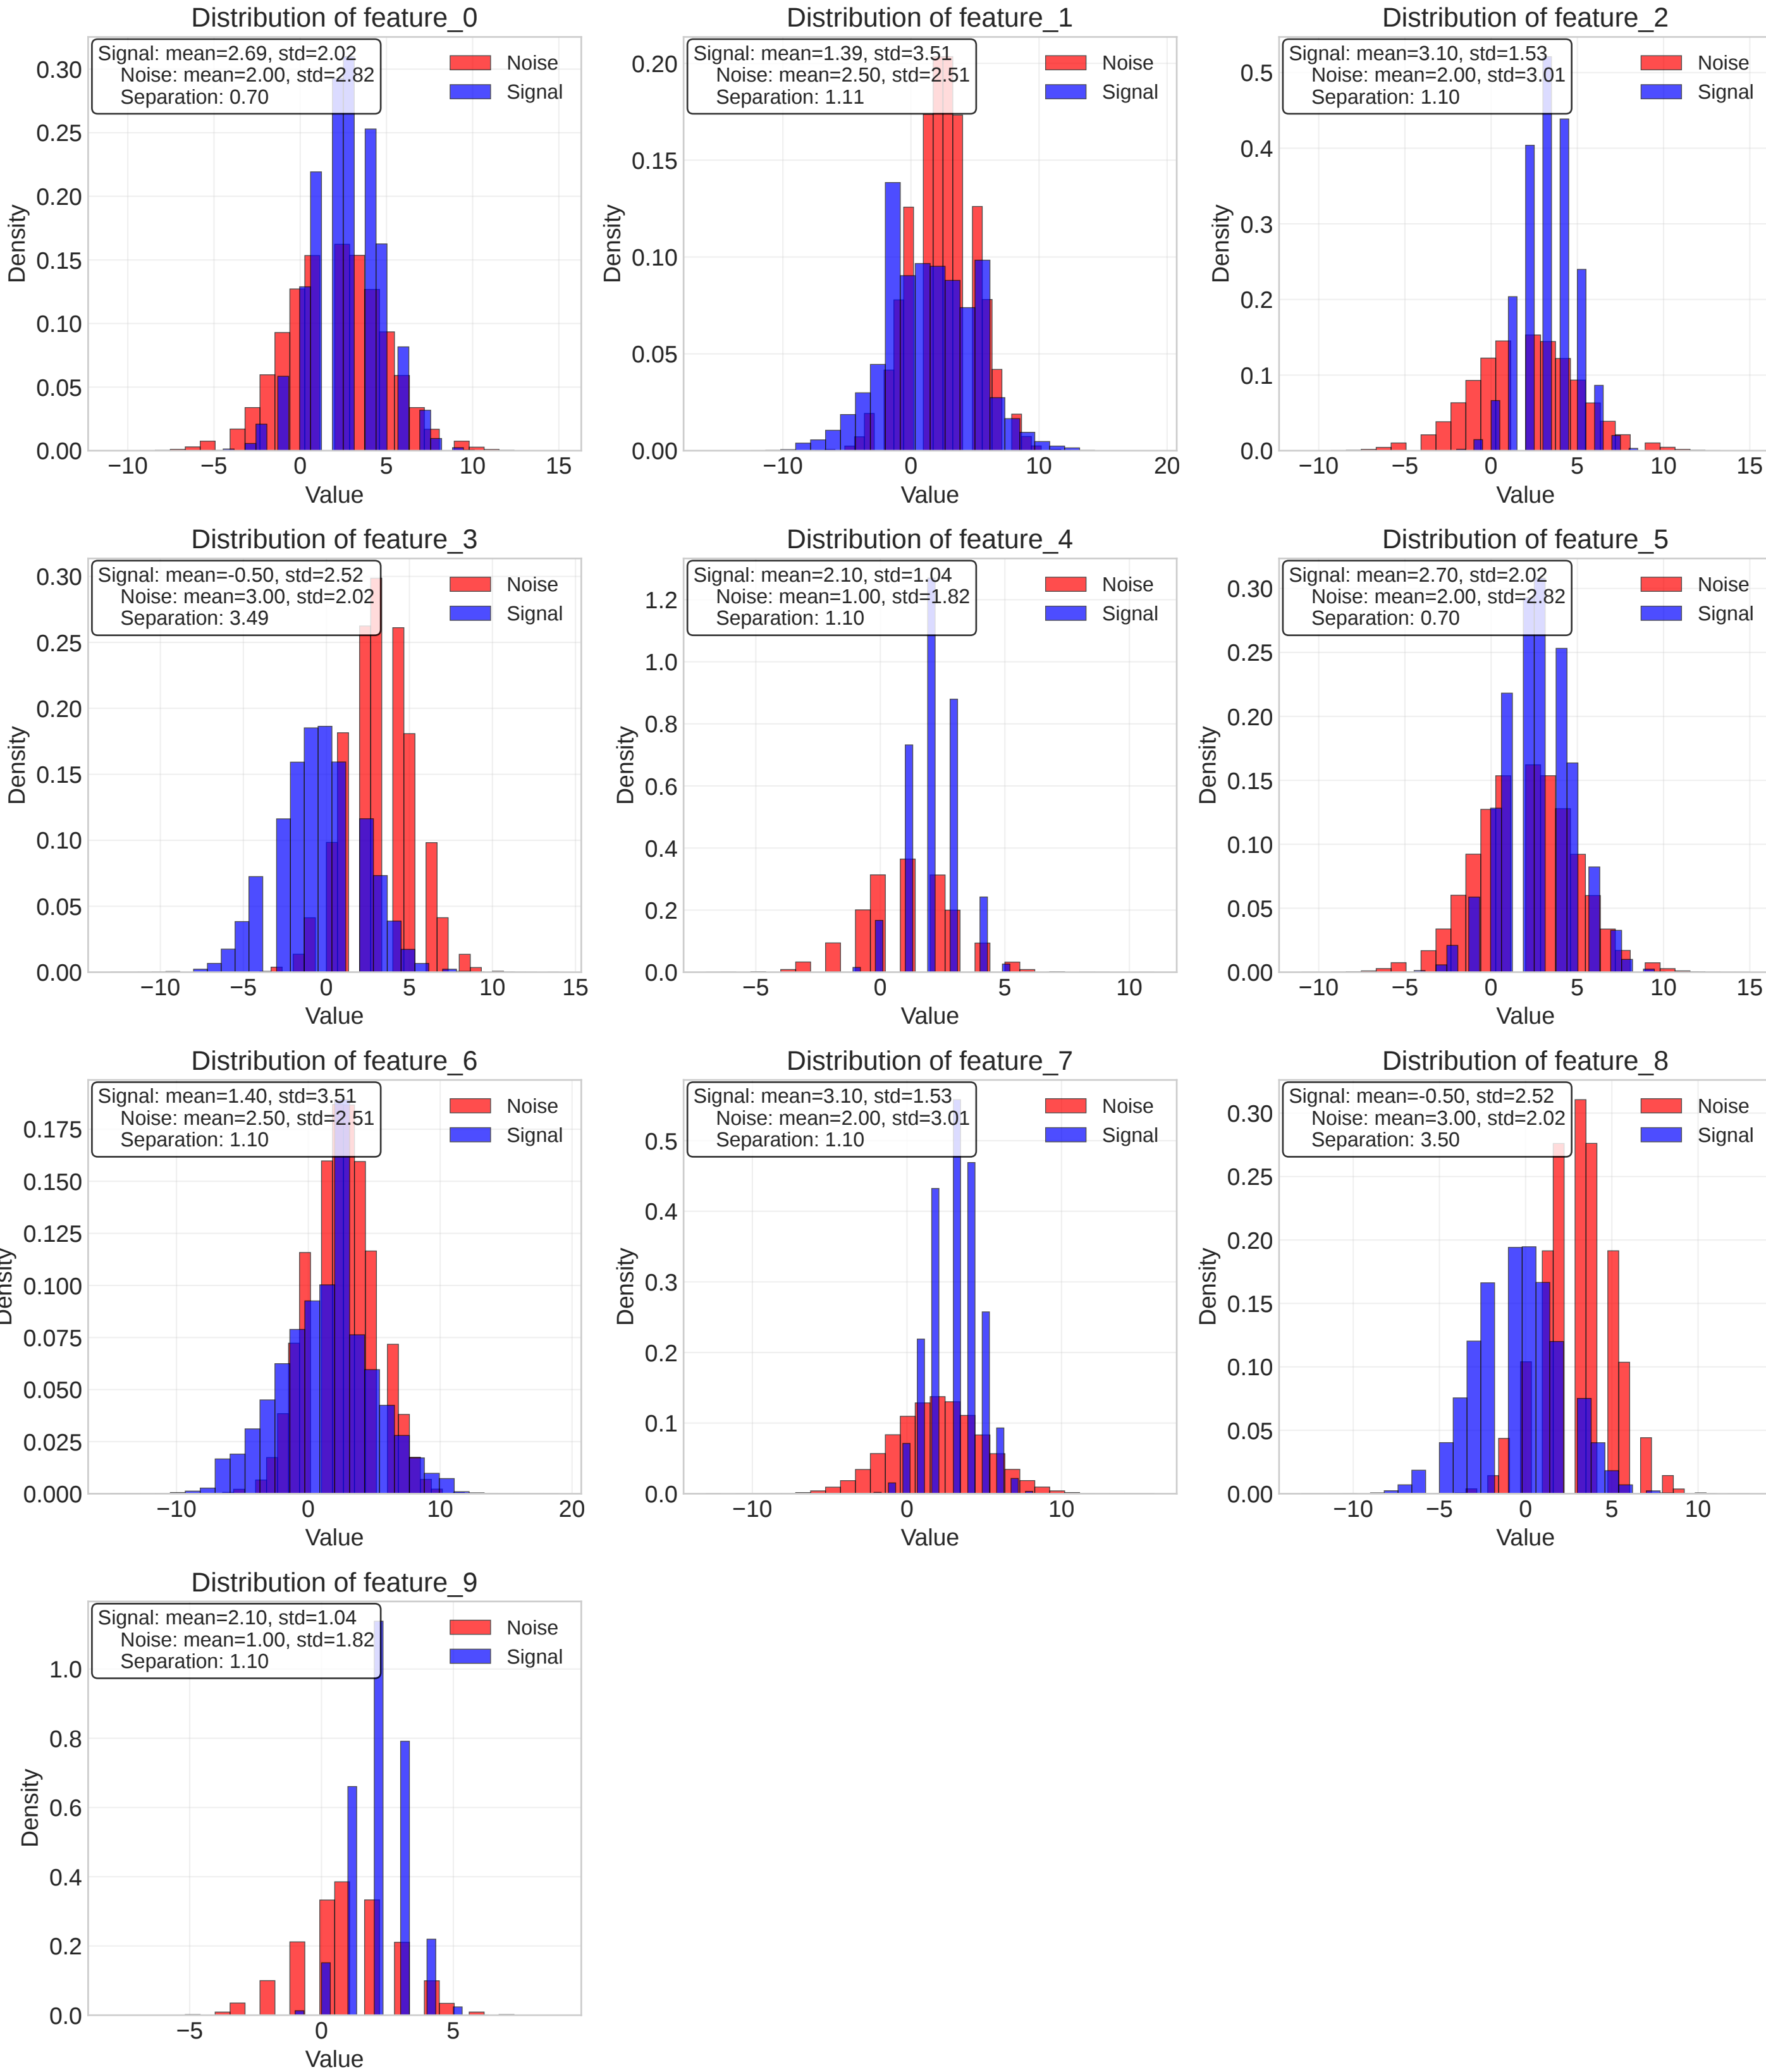 Distribution of feature_0
Signal: mean=2.69, std=2.02
Noise: mean=2.00, std=2.82
Separation: 0.70
Noise
Signal
0.30
0.25
0.20
0.15
0.10
0.05
0.00
Density
−10 −5 0 5 10 15
Value
Distribution of feature_1
Signal: mean=1.39, std=3.51
Noise: mean=2.50, std=2.51
Separation: 1.11
Noise
Signal
0.20
0.15
0.10
0.05
0.00
Density
−10 0 10 20
Value
Distribution of feature_2
Signal: mean=3.10, std=1.53
Noise: mean=2.00, std=3.01
Separation: 1.10
Noise
Signal
0.5
0.4
0.3
0.2
0.1
0.0
Density
−10 −5 0 5 10 15
Value
Distribution of feature_3
Signal: mean=-0.50, std=2.52
Noise: mean=3.00, std=2.02
Separation: 3.49
Noise
Signal
0.30
0.25
0.20
0.15
0.10
0.05
0.00
Density
−10 −5 0 5 10 15
Value
Distribution of feature_4
Signal: mean=2.10, std=1.04
Noise: mean=1.00, std=1.82
Separation: 1.10
Noise
Signal
1.2
1.0
0.8
0.6
0.4
0.2
0.0
Density
−5 0 5 10
Value
Distribution of feature_5
Signal: mean=2.70, std=2.02
Noise: mean=2.00, std=2.82
Separation: 0.70
Noise
Signal
0.30
0.25
0.20
0.15
0.10
0.05
0.00
Density
−10 −5 0 5 10 15
Value
Distribution of feature_6
Signal: mean=1.40, std=3.51
Noise: mean=2.50, std=2.51
Separation: 1.10
Noise
Signal
0.175
0.150
0.125
0.100
0.075
0.050
0.025
0.000
Density
−10 0 10 20
Value
Distribution of feature_7
Signal: mean=3.10, std=1.53
Noise: mean=2.00, std=3.01
Separation: 1.10
Noise
Signal
0.5
0.4
0.3
0.2
0.1
0.0
Density
−10 0 10
Value
Distribution of feature_8
Signal: mean=-0.50, std=2.52
Noise: mean=3.00, std=2.02
Separation: 3.50
Noise
Signal
0.30
0.25
0.20
0.15
0.10
0.05
0.00
Density
−10 −5 0 5 10
Value
Distribution of feature_9
Signal: mean=2.10, std=1.04
Noise: mean=1.00, std=1.82
Separation: 1.10
Noise
Signal
1.0
0.8
0.6
0.4
0.2
0.0
Density
−5 0 5
Value